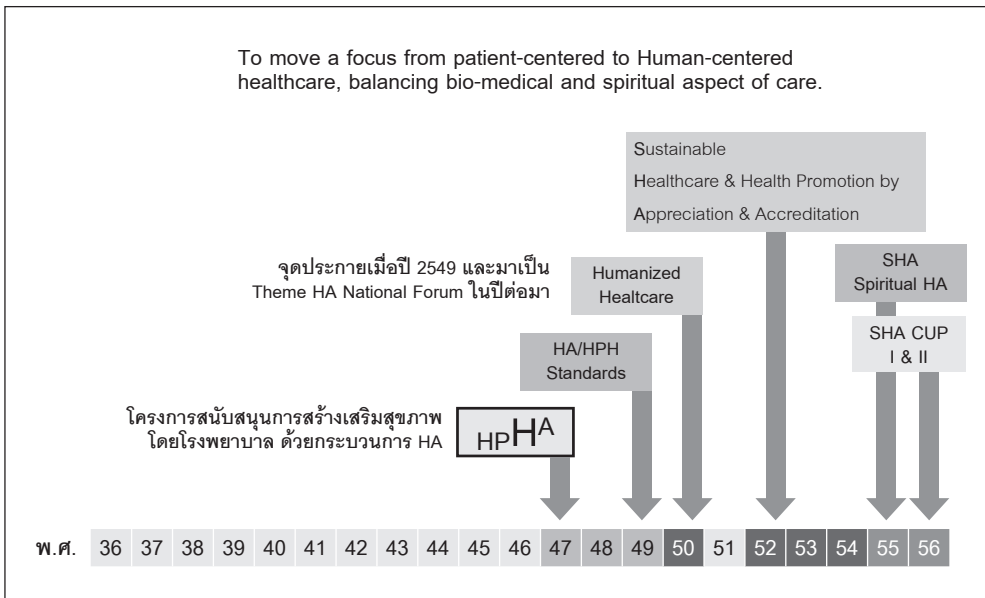 To move a focus from patient-centered to Human-centered
healthcare, balancing bio-medical and spiritual aspect of care.
Sustainable
Healthcare & Health Promotion by
Appreciation & Accreditation
จุดประกายเมื่อปี 2549 และมาเป็น
Theme HA National Forum ในปีต่อมา
Humanized
Healtcare
SHA
Spiritual HA
SHA CUP
I & II
HA/HPH
Standards
โครงการสนับสนุนการสร้างเสริมสุขภาพ
โดยโรงพยาบาล ด้วยกระบวนการ HA
HPHA
พ.ศ. 36 37 38 39 40 41 42 43 44 45 46 47 48 49 50 51 52 53 54 55 56